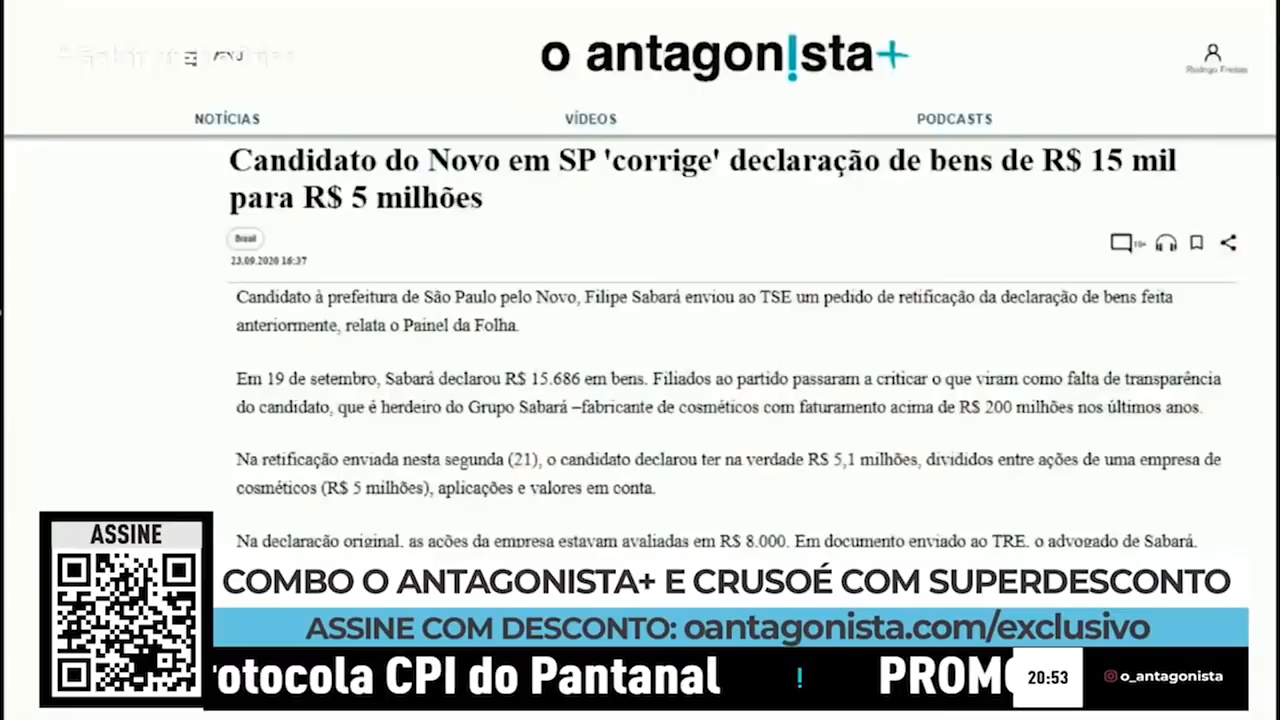 o antagon!sta+
Rodrigo Freitas
NOTÍCIAS
VÍDEOS
PODCASTS
Candidato do Novo em SP 'corrige' declaração de bens de R$ 15 mil
para R$ 5 milhões
Brasil
23.09.2020 16:37
10+
Candidato à prefeitura de São Paulo pelo Novo, Filipe Sabará enviou ao TSE um pedido de retificação da declaração de bens feita
anteriormente, relata o Painel da Folha.
Em 19 de setembro, Sabará declarou R$ 15.686 em bens. Filiados ao partido passaram a criticar o que viram como falta de transparência
do candidato, que é herdeiro do Grupo Sabará –fabricante de cosméticos com faturamento acima de R$ 200 milhões nos últimos anos.
Na retificação enviada nesta segunda (21), o candidato declarou ter na verdade R$ 5,1 milhões, divididos entre ações de uma empresa de
cosméticos (R$ 5 milhões), aplicações e valores em conta.
Na declaração original, as ações da empresa estavam avaliadas em R$ 8.000. Em documento enviado ao TRE, o advogado de Sabará,
ASSINE
COMBO O ANTAGONISTA+ E CRUSOÉ COM SUPERDESCONTO
ASSINE COM DESCONTO: oantagonista.com/exclusivo
rotocola CPI do Pantanal ! PROMO
20:53
o_antagonista